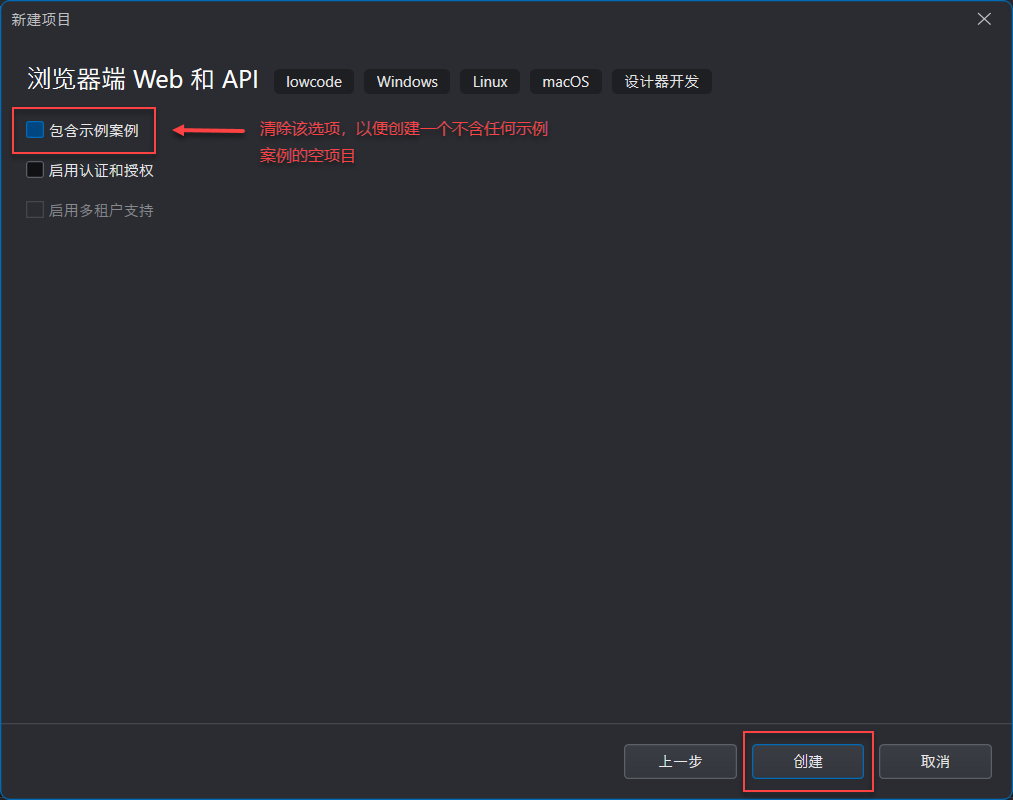 新建项目
浏览器端 Web 和 API lowcode Windows Linux macOS 设计器开发
包含示例案例
清除该选项，以便创建一个不含任何示例
案例的空项目
启用认证和授权
启用多租户支持
上一步 创建 取消